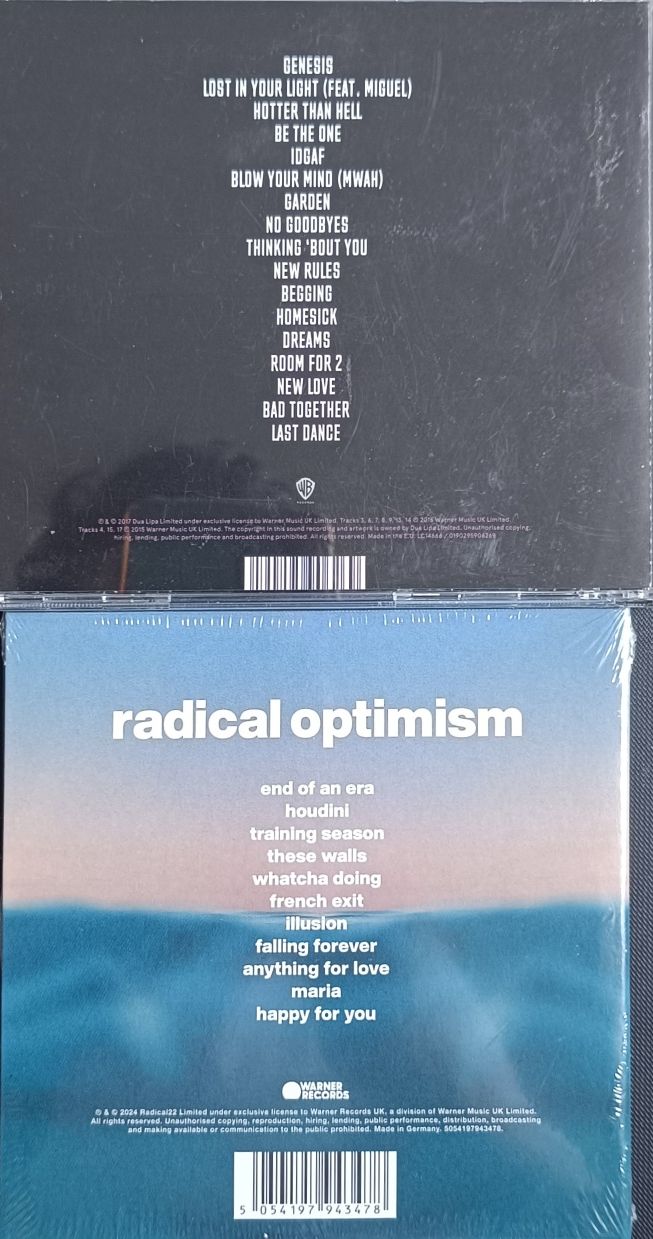 GENESIS
LOST IN YOUR LIGHT (FEAT. MIGUEL)
HOTTER THAN HELL
BE THE ONE
IDGAF
BLOW YOUR MIND (MWAH)
GARDEN
NO GOODBYES
THINKING 'BOUT YOU
NEW RULES
BEGGING
HOMESICK
DREAMS
ROOM FOR 2
NEW LOVE
BAD TOGETHER
LAST DANCE
WB
RECORDS
℗ & © 2017 Dua Lipa Limited under exclusive license to Warner Music UK Limited. Tracks 3, 6, 7, 8, 9, 13, 14 ℗ 2016 Warner Music UK Limited.
Tracks 4, 15, 17 ℗ 2015 Warner Music UK Limited. The copyright in this sound recording and artwork is owned by Dua Lipa Limited. Unauthorised copying,
hiring, lending, public performance and broadcasting prohibited. All rights reserved. Made in the E.U. LC14666 / 0190295906269
radical optimism
end of an era
houdini
training season
these walls
whatcha doing
french exit
illusion
falling forever
anything for love
maria
happy for you
WARNER
RECORDS
℗ & © 2024 Radical22 Limited under exclusive license to Warner Records UK, a division of Warner Music UK Limited.
All rights reserved. Unauthorised copying, reproduction, hiring, lending, public performance, distribution, broadcasting
and making available or communication to the public prohibited. Made in Germany. 5054197943478.
5 054197 943478